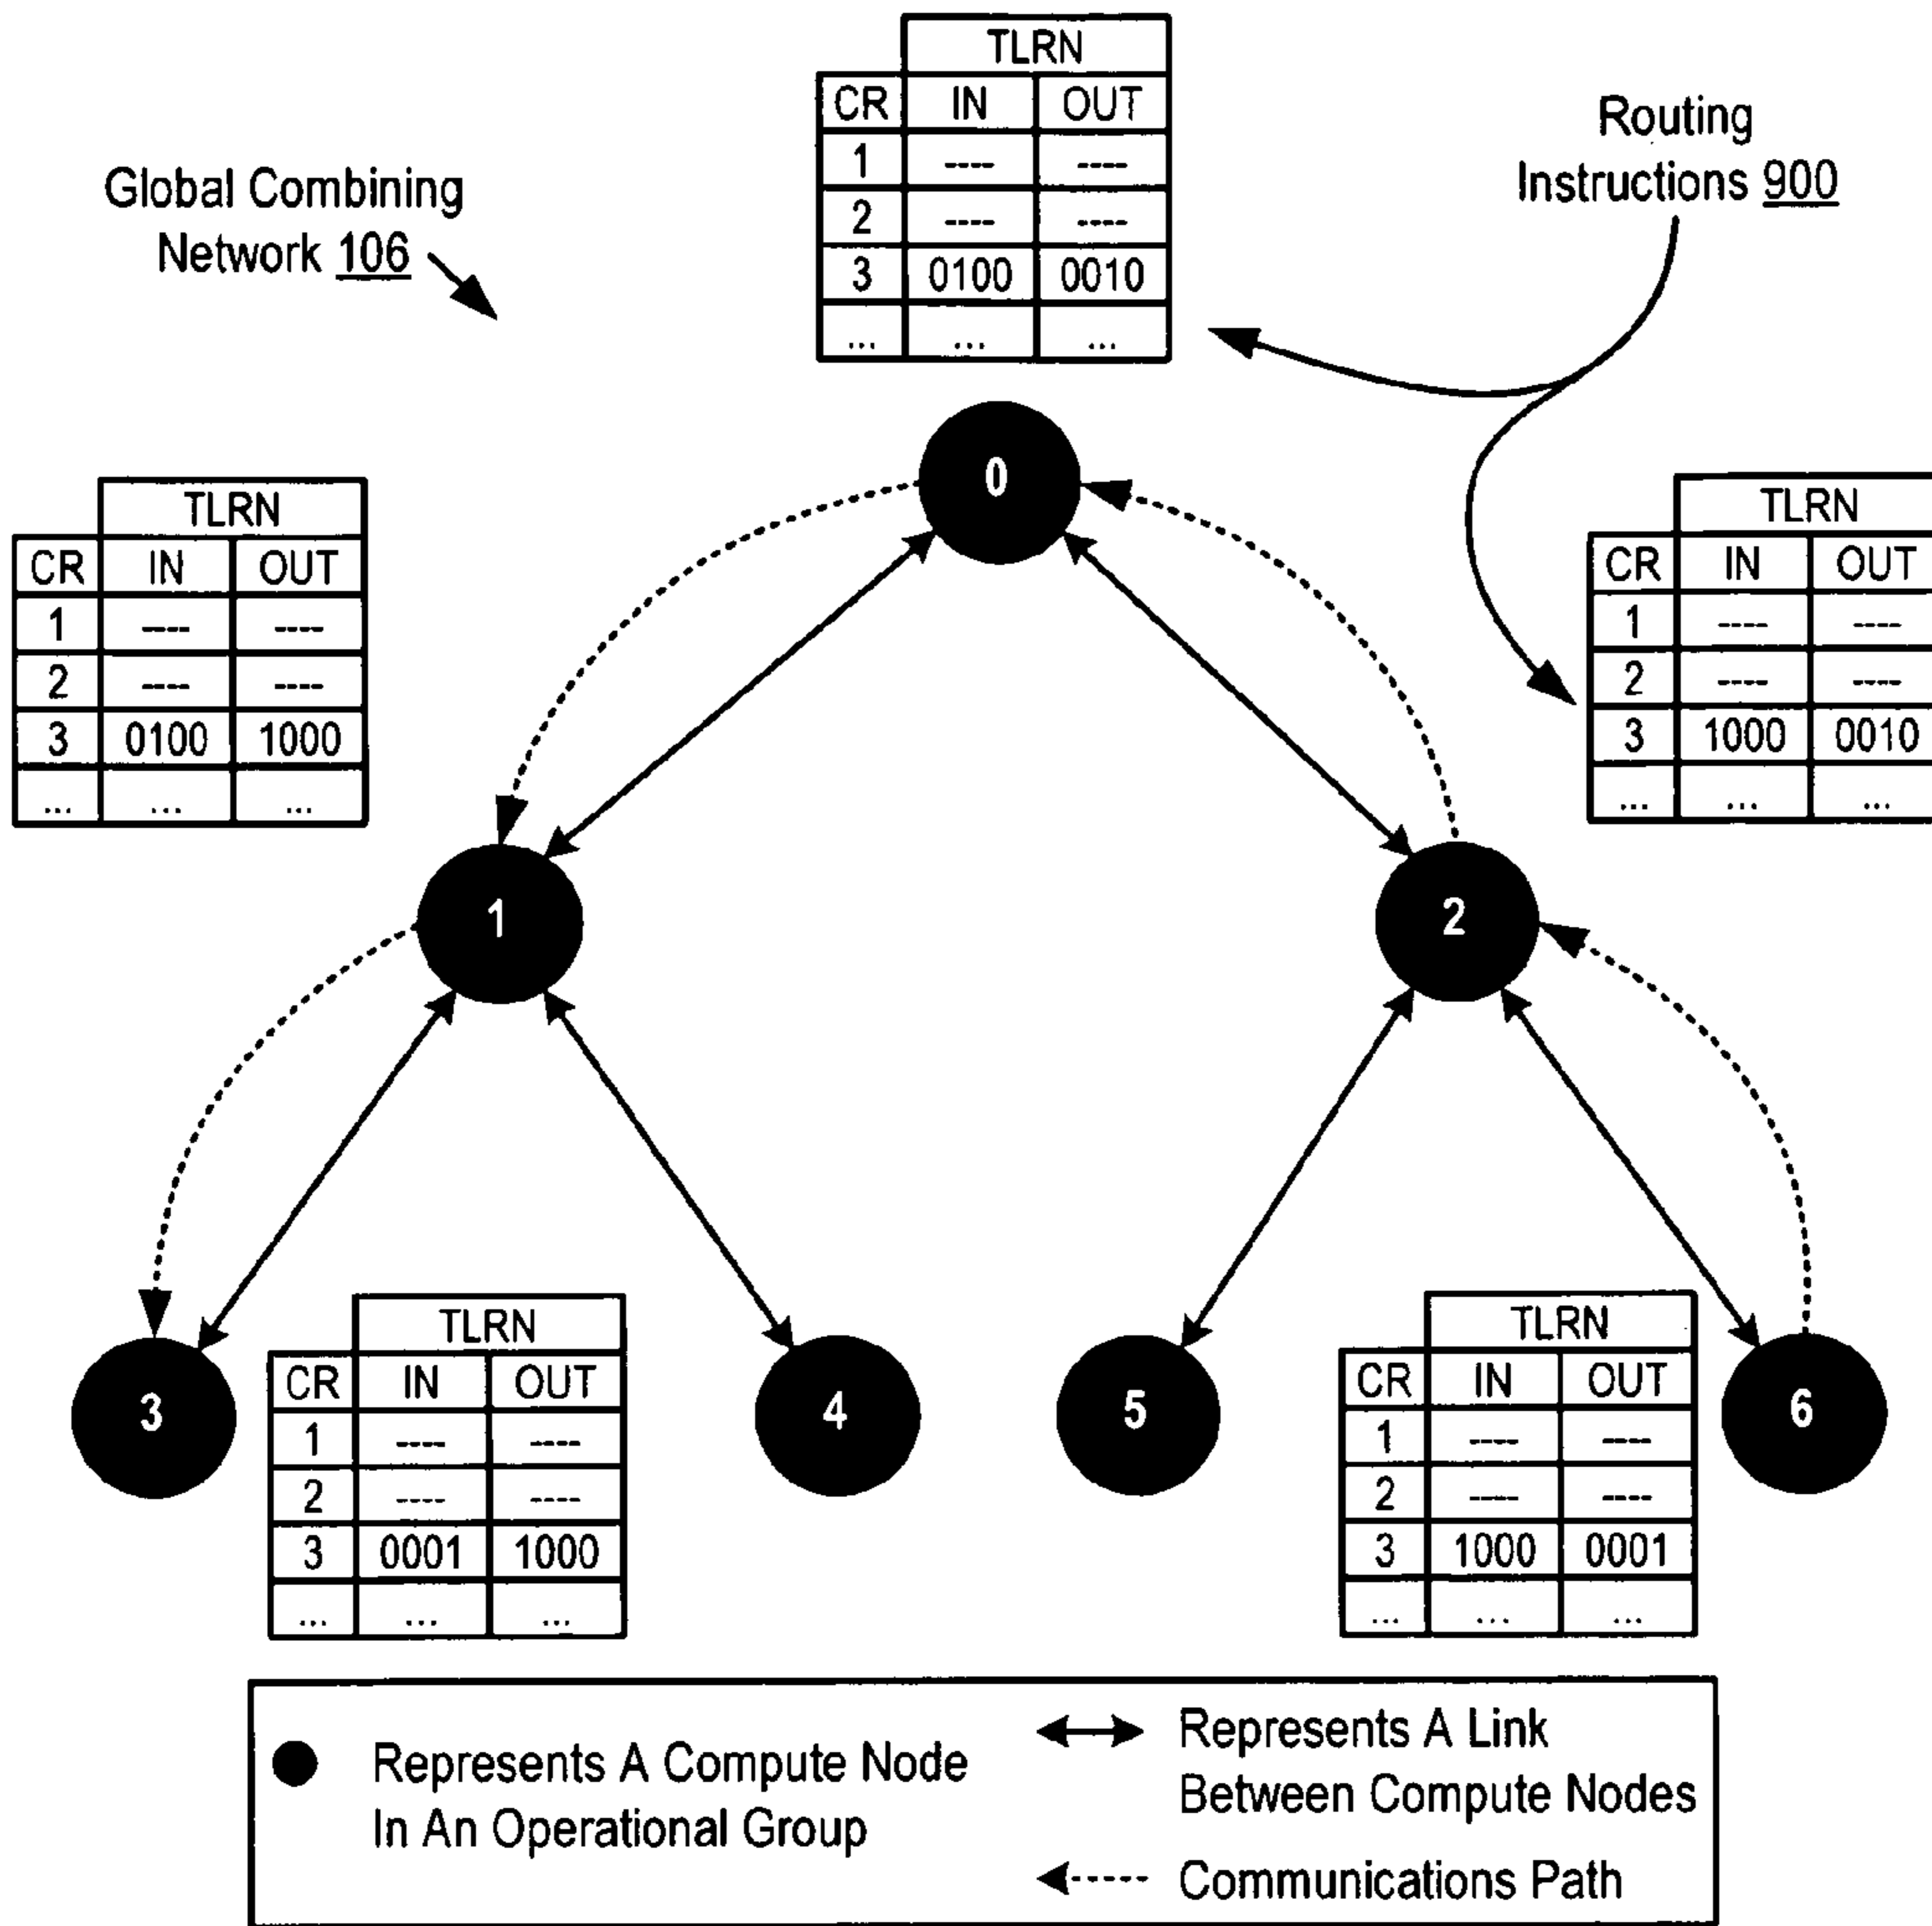 TLRN
CR IN OUT
1 ---- ----
2 ---- ----
3 0100 0010
... ... ...
Routing
Instructions 900
Global Combining
Network 106
TLRN
CR IN OUT
1 ---- ----
2 ---- ----
3 0100 1000
... ... ...
TLRN
CR IN OUT
1 ---- ----
2 ---- ----
3 1000 0010
... ... ...
0
1
2
3
TLRN
CR IN OUT
1 ---- ----
2 ---- ----
3 0001 1000
... ... ...
4
5
TLRN
CR IN OUT
1 ---- ----
2 ---- ----
3 1000 0001
... ... ...
6
Represents A Compute Node
In An Operational Group
Represents A Link
Between Compute Nodes
Communications Path